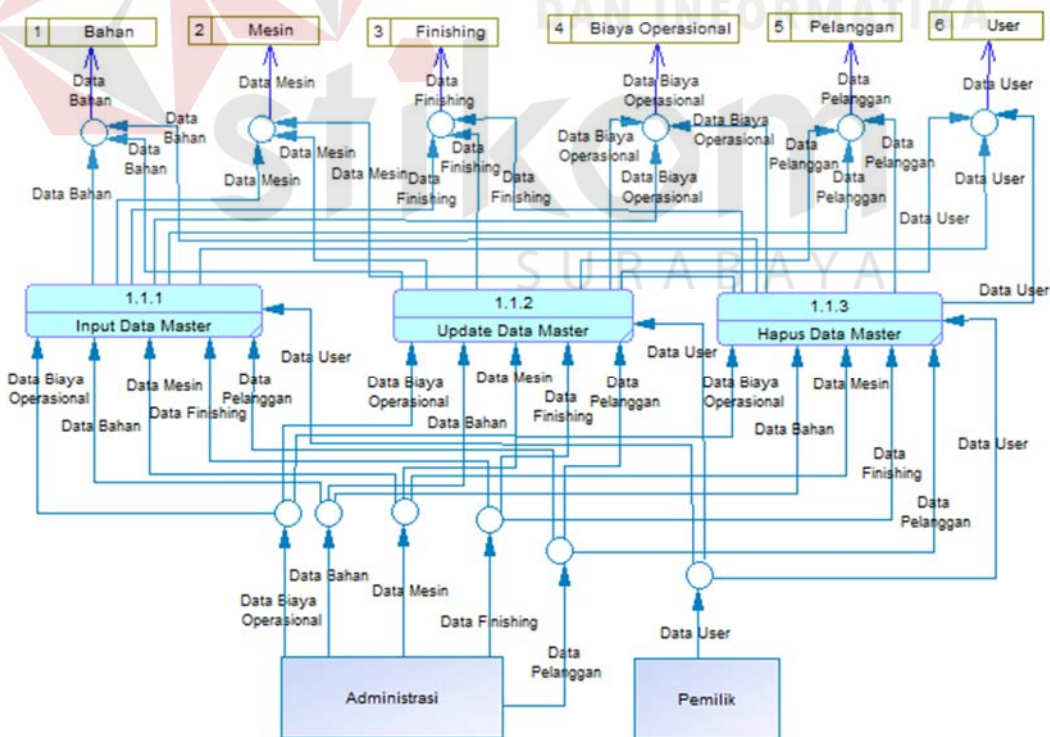 DAN INFORMATIKA
1 Bahan
2 Mesin
3 Finishing
4 Biaya Operasional
5 Pelanggan
6 User
Data
Bahan
Data Mesin
Data
Finishing
Data Biaya
Operasional
Data
Pelanggan
Data User
stikom
SURABAYA
Data
Bahan
Data
Bahan
Data Bahan
Data Mesin
Data Mesin
Data Mesin
Data
Finishing
Data
Finishing
Data
Finishing
Data Biaya
Operasional
Data Biaya
Operasional
Data Biaya
Operasional
Data
Pelanggan
Data
Pelanggan
Data
Pelanggan
Data User
Data User
Data User
1.1.1
Input Data Master
1.1.2
Update Data Master
1.1.3
Hapus Data Master
Data Biaya
Operasional
Data Bahan
Data Mesin
Data Finishing
Data
Pelanggan
Data User
Data Biaya
Operasional
Data Bahan
Data Mesin
Data
Finishing
Data
Pelanggan
Data User
Data Biaya
Operasional
Data Bahan
Data Mesin
Data
Finishing
Data
Pelanggan
Data User
Data Biaya
Operasional
Data Bahan
Data Mesin
Data Finishing
Data
Pelanggan
Data User
Administrasi
Pemilik